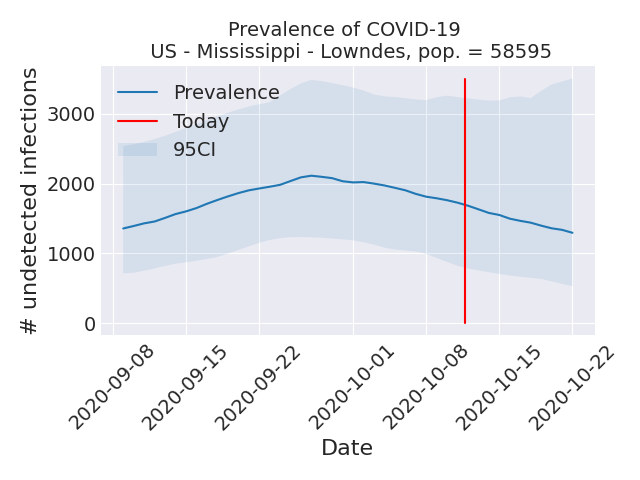 Prevalence of COVID-19
US - Mississippi - Lowndes, pop. = 58595
# undetected infections
3000
2000
1000
0
Prevalence
Today
95CI
2020-09-08
2020-09-15
2020-09-22
2020-10-01
2020-10-08
2020-10-15
2020-10-22
Date